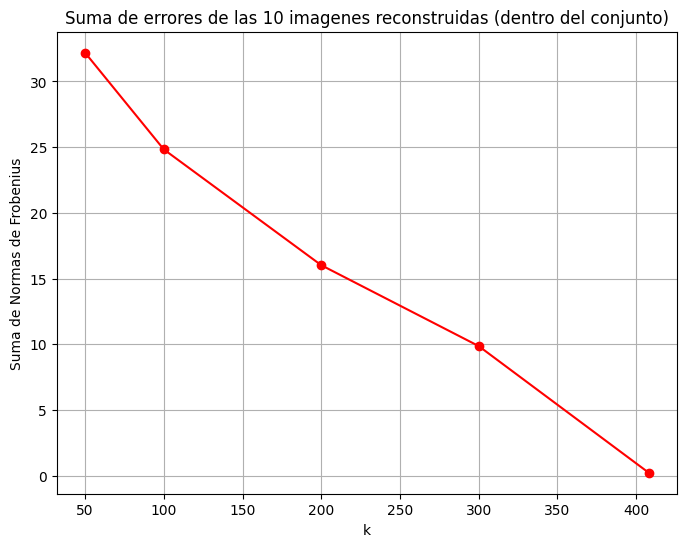 Suma de errores de las 10 imagenes reconstruidas (dentro del conjunto)
Suma de Normas de Frobenius
30
25
20
15
10
5
0
50 100 150 200 250 300 350 400
k